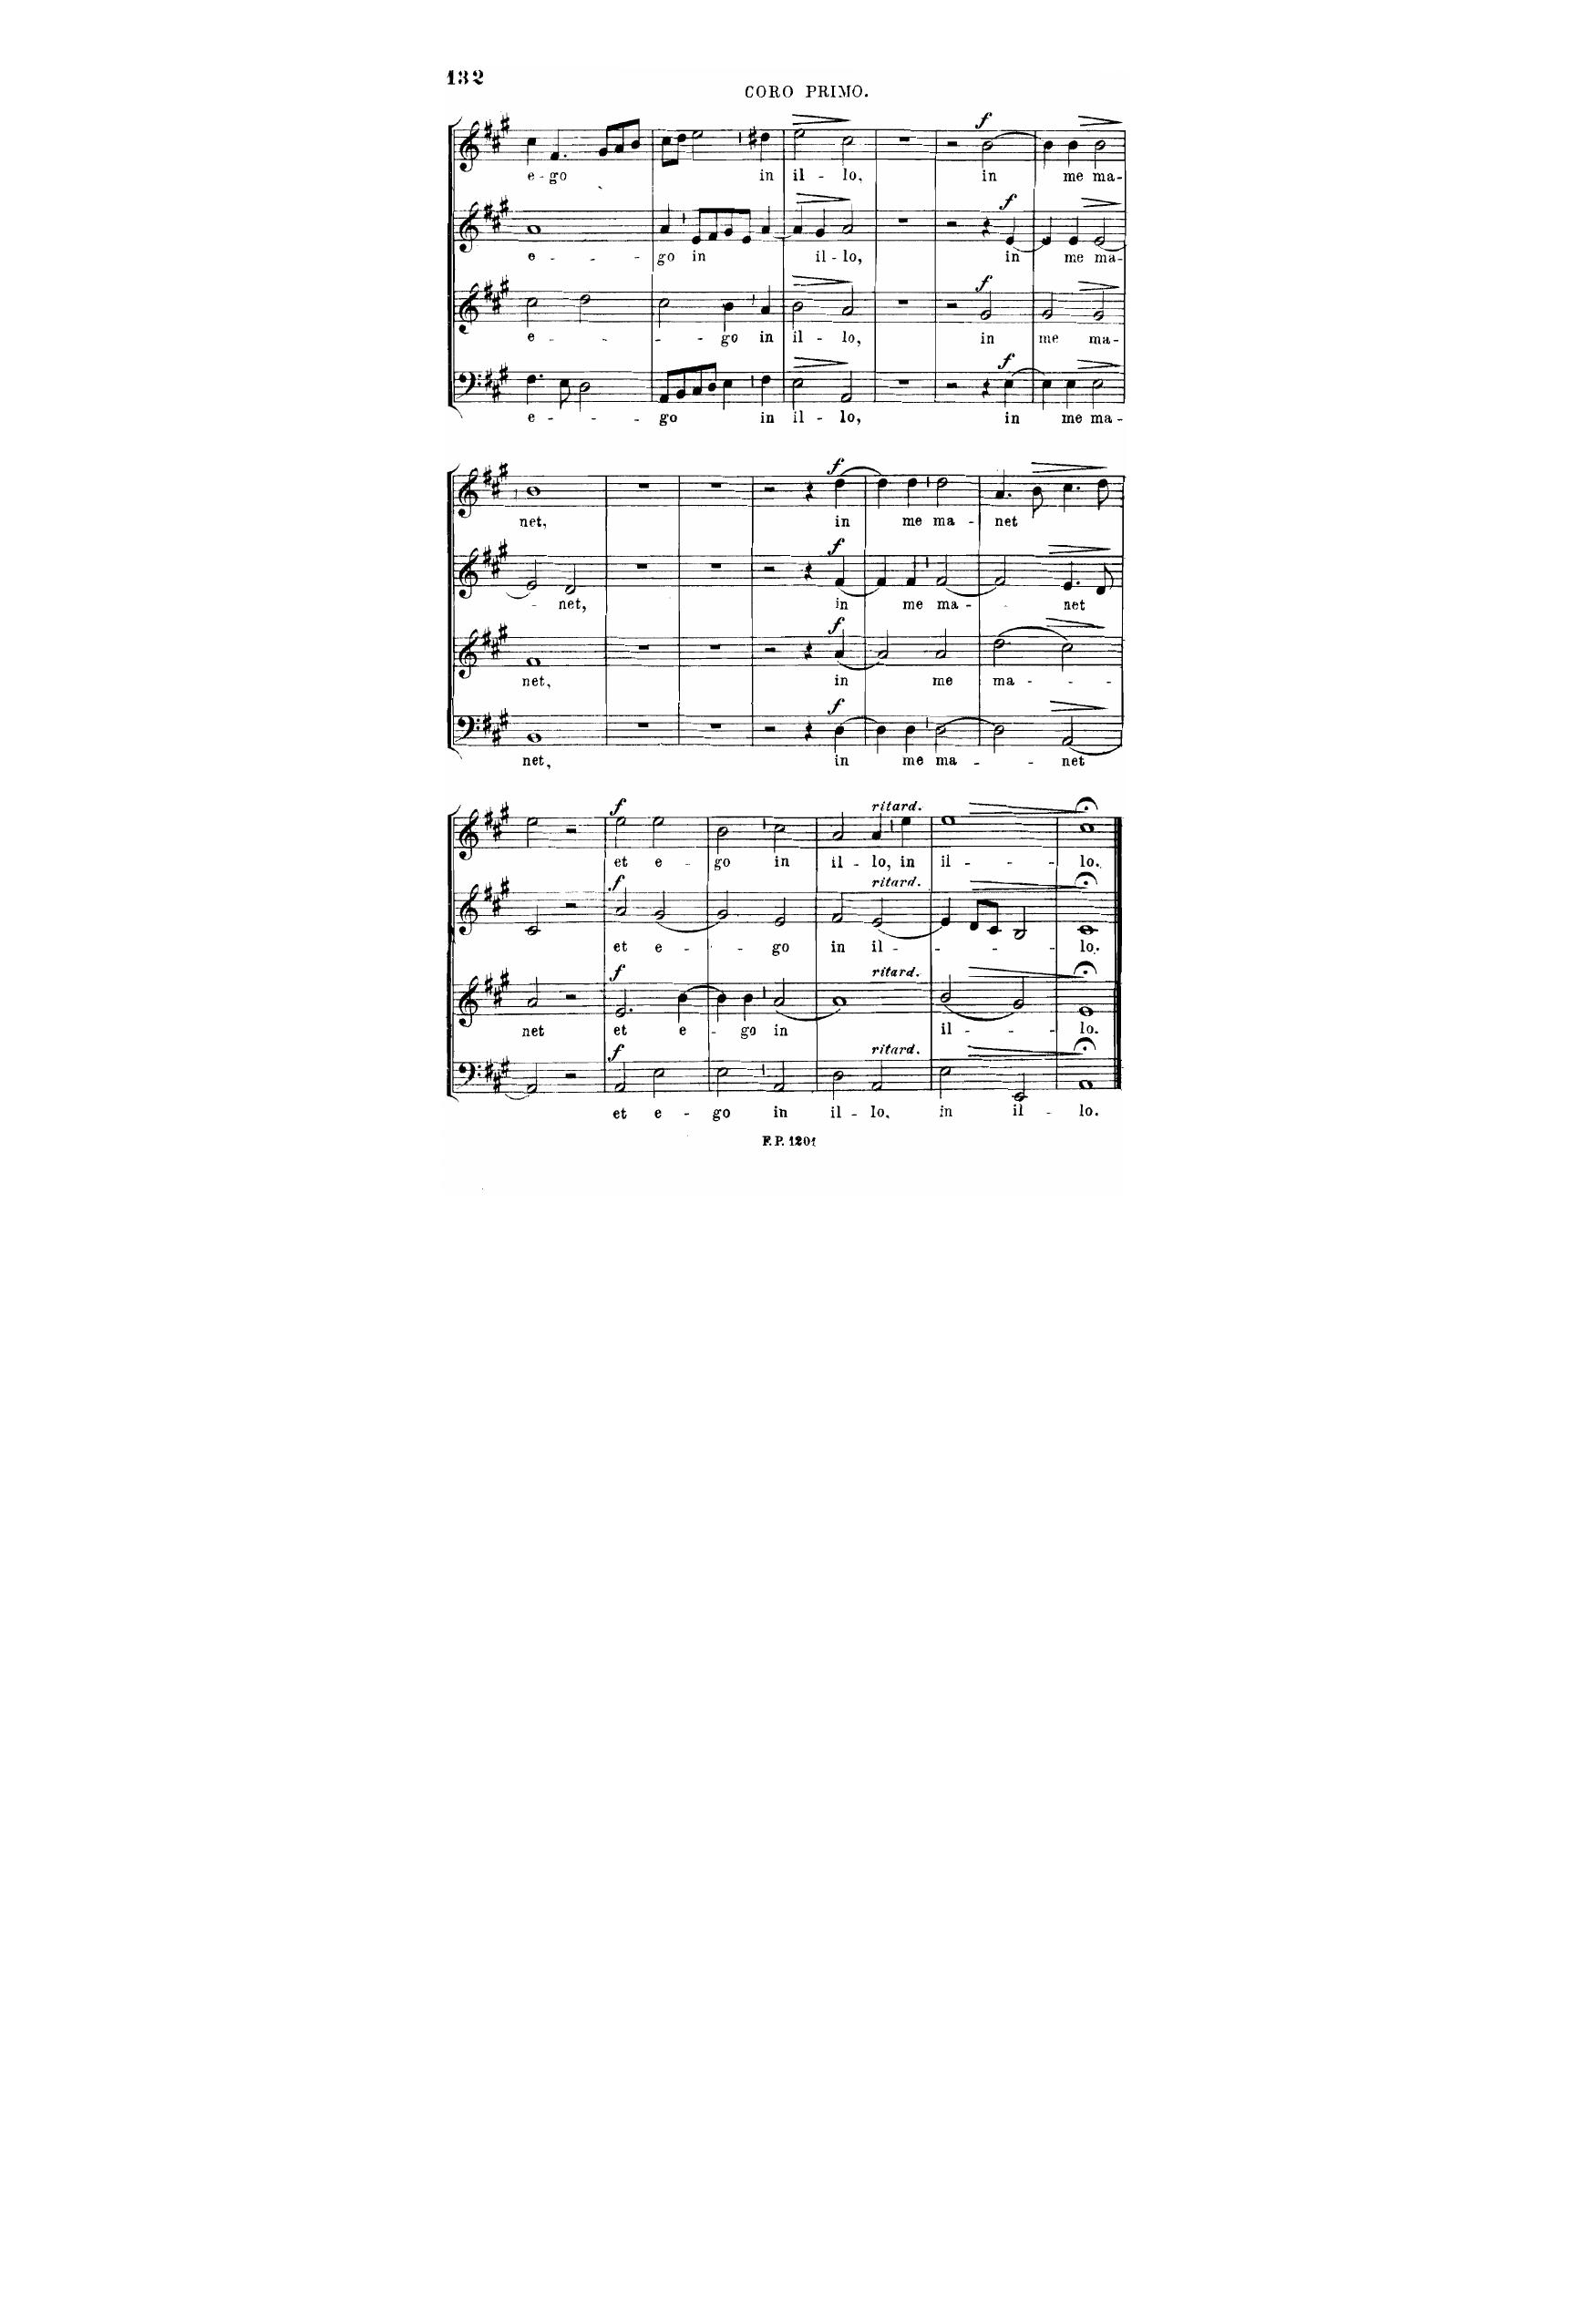 132
CORO PRIMO.
f
e - go in il - lo, in me ma-
f
e - - - go in il - lo, in me ma-
f
e - - - go in il - lo, in me ma-
f
e - - - go in il - lo, in me ma-
f
net, in me ma - net
f
- net, in me ma - - net
f
net, in me ma - - -
f
net, in me ma - - net
f ritard.
et e - go in il - lo, in il - - - lo.
f ritard.
et e - - go in il - - - - lo.
f ritard.
net et e - go in il - - - lo.
f ritard.
et e - go in il - lo, in il - lo.
F. P. 1201